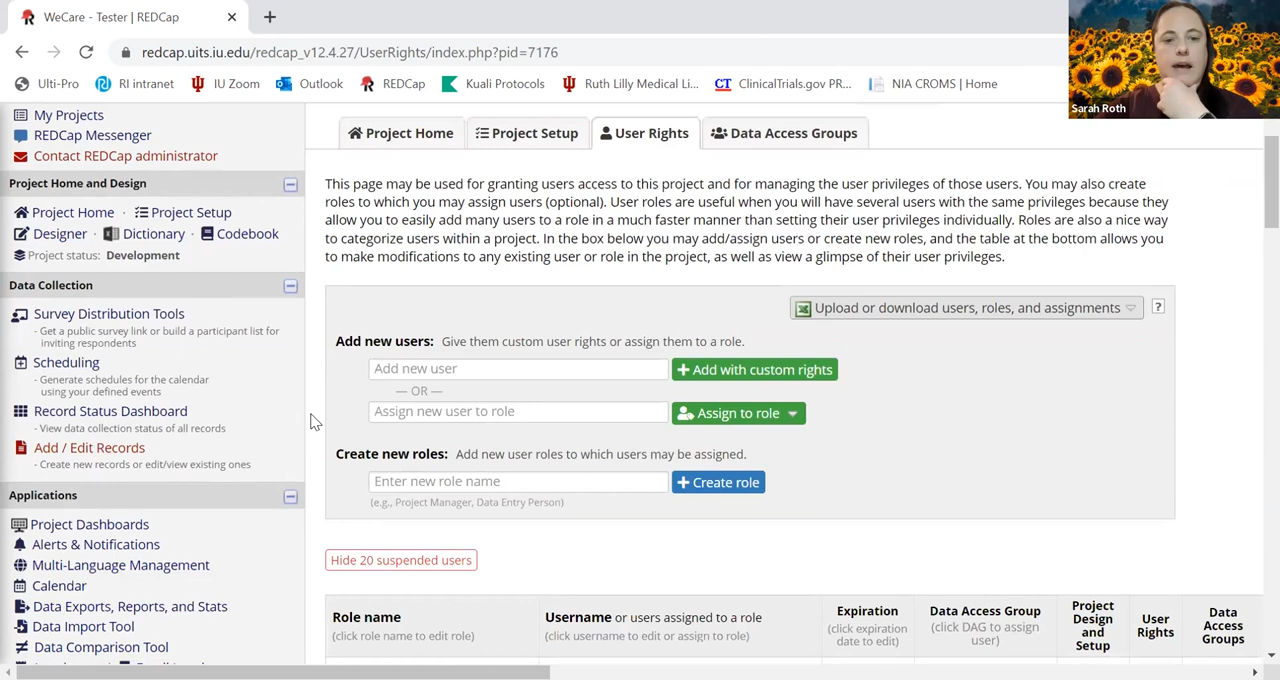 WeCare - Tester | REDCap
redcap.uits.iu.edu/redcap_v12.4.27/UserRights/index.php?pid=7176
Ulti-Pro RI intranet IU Zoom Outlook REDCap Kuali Protocols Ruth Lilly Medical Li... CT ClinicalTrials.gov PR... NIA CROMS | Home
Sarah Roth
My Projects
REDCap Messenger
Contact REDCap administrator
Project Home and Design
Project Home · Project Setup
Designer · Dictionary · Codebook
Project status: Development
Data Collection
Survey Distribution Tools
- Get a public survey link or build a participant list for
inviting respondents
Scheduling
- Generate schedules for the calendar
using your defined events
Record Status Dashboard
- View data collection status of all records
Add / Edit Records
- Create new records or edit/view existing ones
Applications
Project Dashboards
Alerts & Notifications
Multi-Language Management
Calendar
Data Exports, Reports, and Stats
Data Import Tool
Data Comparison Tool
Project Home Project Setup User Rights Data Access Groups
This page may be used for granting users access to this project and for managing the user privileges of those users. You may also create
roles to which you may assign users (optional). User roles are useful when you will have several users with the same privileges because they
allow you to easily add many users to a role in a much faster manner than setting their user privileges individually. Roles are also a nice way
to categorize users within a project. In the box below you may add/assign users or create new roles, and the table at the bottom allows you
to make modifications to any existing user or role in the project, as well as view a glimpse of their user privileges.
Upload or download users, roles, and assignments ?
Add new users: Give them custom user rights or assign them to a role.
Add new user + Add with custom rights
— OR —
Assign new user to role Assign to role
Create new roles: Add new user roles to which users may be assigned.
Enter new role name + Create role
(e.g., Project Manager, Data Entry Person)
Hide 20 suspended users
Role name
(click role name to edit role)
Username or users assigned to a role
(click username to edit or assign to role)
Expiration
(click expiration
date to edit)
Data Access Group
(click DAG to assign
user)
Project
Design
and
Setup
User
Rights
Data
Access
Groups